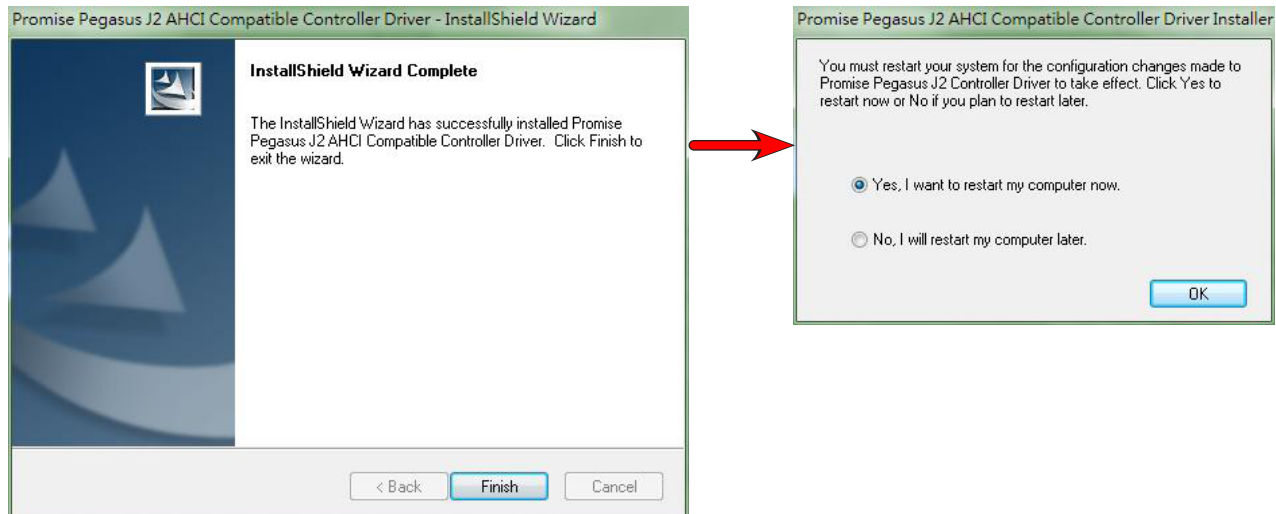 Promise Pegasus J2 AHCI Compatible Controller Driver - InstallShield Wizard
InstallShield Wizard Complete
The InstallShield Wizard has successfully installed Promise
Pegasus J2 AHCI Compatible Controller Driver.  Click Finish to
exit the wizard.
< Back
Finish
Cancel
Promise Pegasus J2 AHCI Compatible Controller Driver Installer
You must restart your system for the configuration changes made to
Promise Pegasus J2 Controller Driver to take effect. Click Yes to
restart now or No if you plan to restart later.
Yes, I want to restart my computer now.
No, I will restart my computer later.
OK